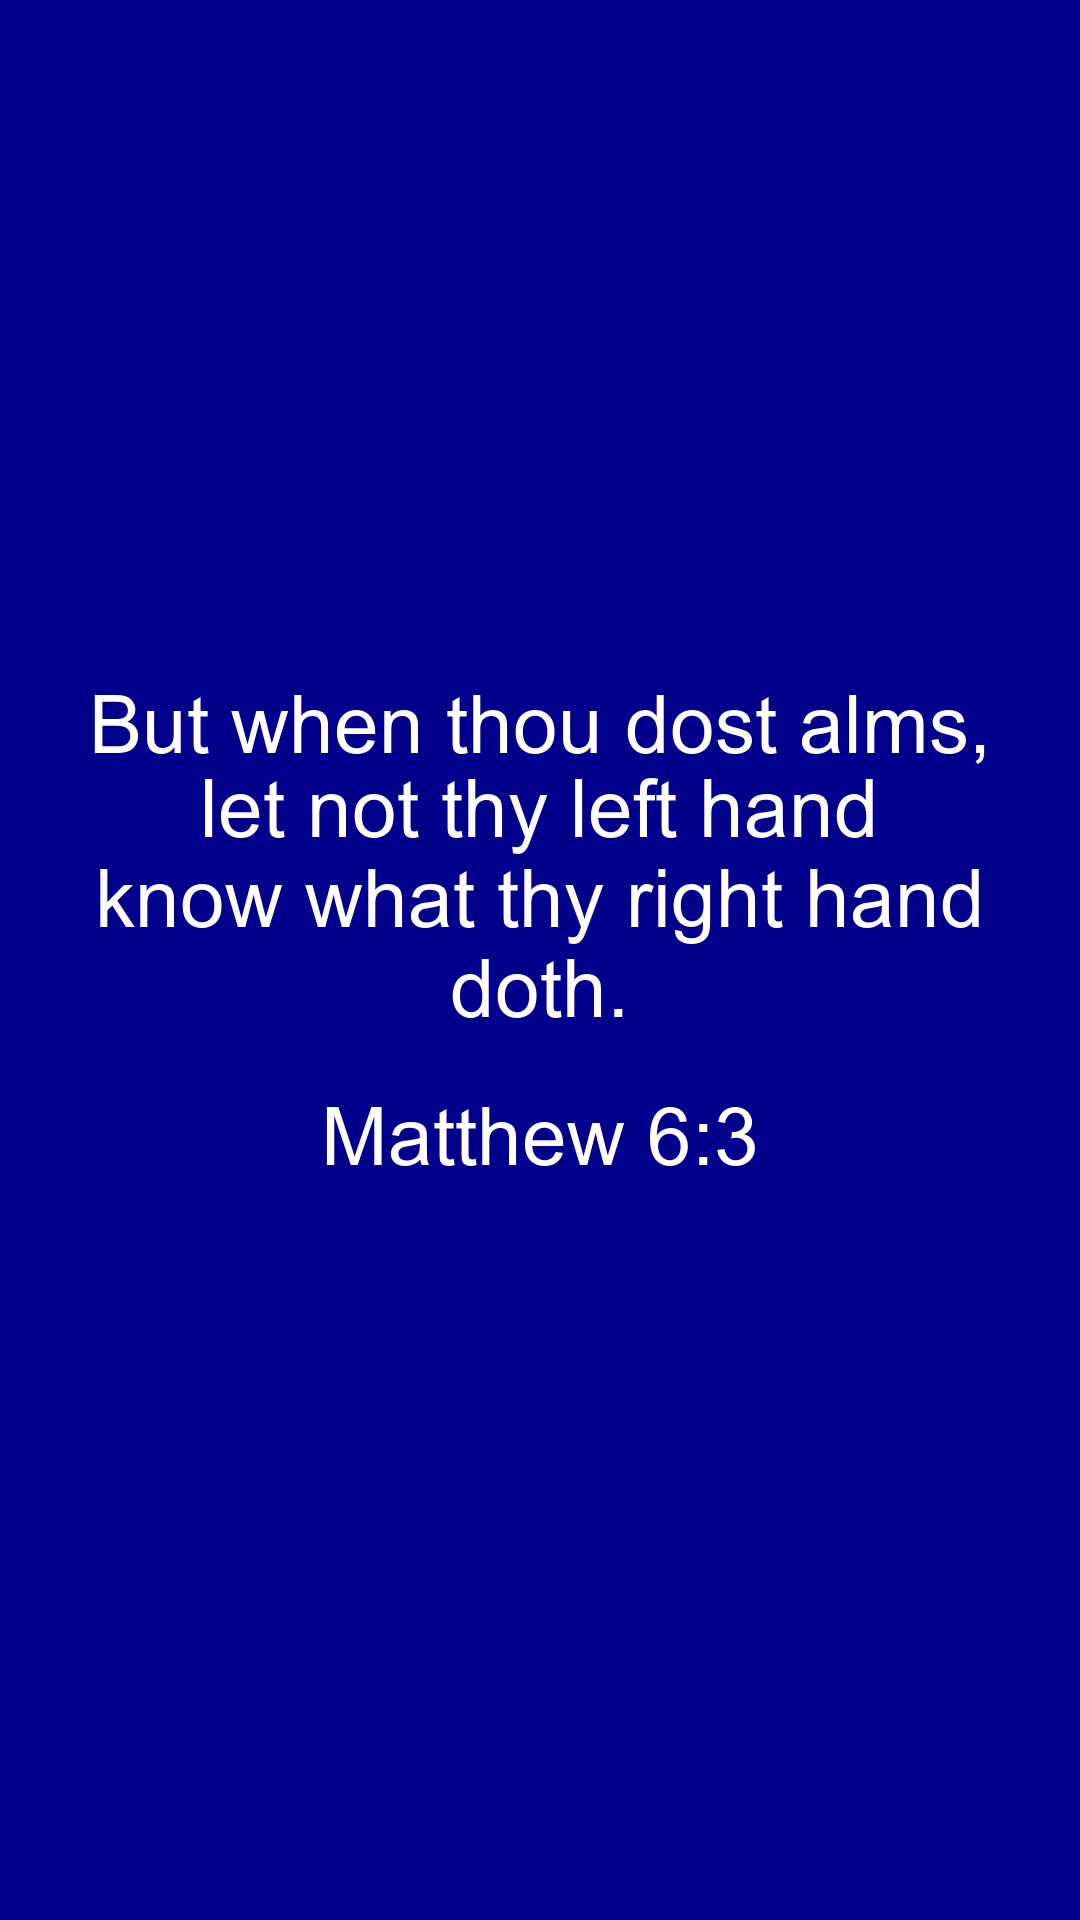 But when thou dost alms,
let not thy left hand
know what thy right hand
doth.
Matthew 6:3